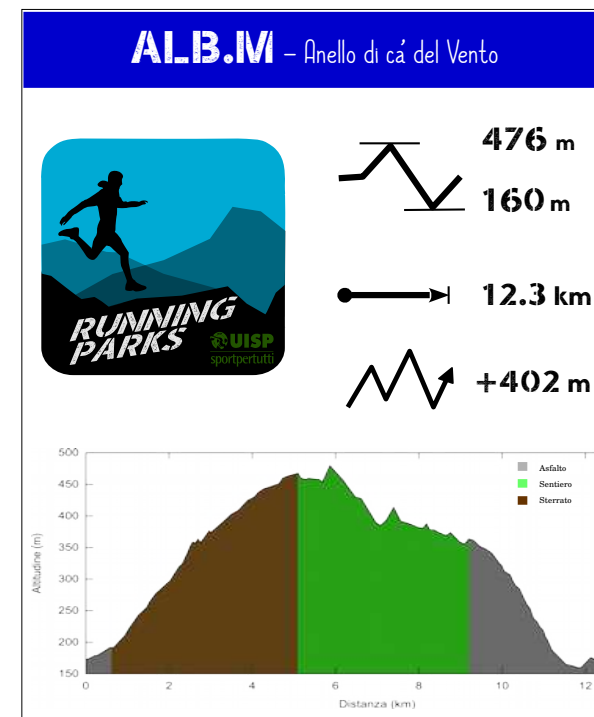 ALB.M – Anello di cá del Vento
476 m
160 m
12.3 km
+402 m
RUNNING
PARKS
UISP
sportpertutti
500
450
400
350
300
250
200
150
Altitudine (m)
Asfalto
Sentiero
Sterrato
0 2 4 6 8 10 12
Distanza (km)